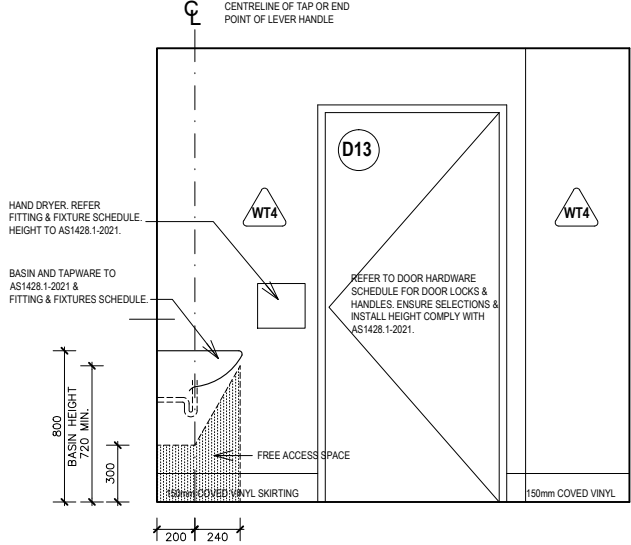 CL
CENTRELINE OF TAP OR END
POINT OF LEVER HANDLE
D13
WT4
WT4
HAND DRYER. REFER
FITTING & FIXTURE SCHEDULE.
HEIGHT TO AS1428.1-2021.
BASIN AND TAPWARE TO
AS1428.1-2021 &
FITTING & FIXTURES SCHEDULE.
REFER TO DOOR HARDWARE
SCHEDULE FOR DOOR LOCKS &
HANDLES. ENSURE SELECTIONS &
INSTALL HEIGHT COMPLY WITH
AS1428.1-2021.
800
BASIN HEIGHT
720 MIN.
300
FREE ACCESS SPACE
150mm COVED VINYL SKIRTING
150mm COVED VINYL
200
240